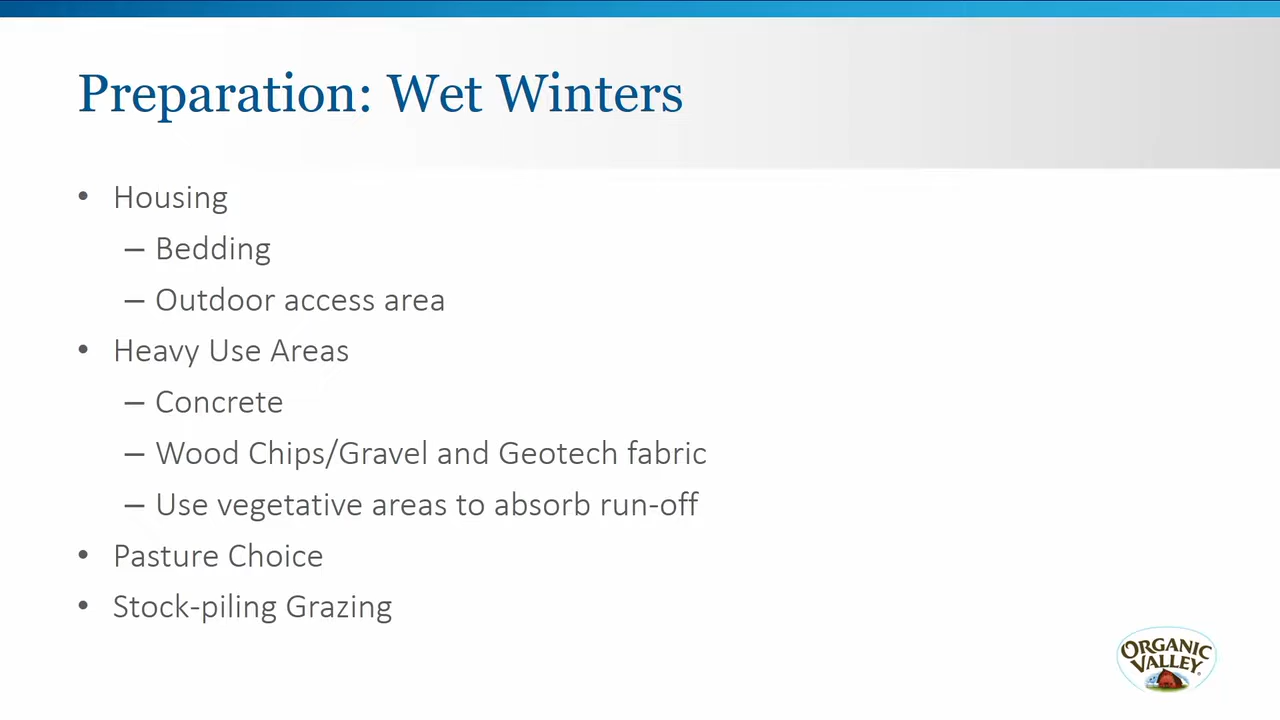 Preparation: Wet Winters
• Housing
– Bedding
– Outdoor access area
• Heavy Use Areas
– Concrete
– Wood Chips/Gravel and Geotech fabric
– Use vegetative areas to absorb run-off
• Pasture Choice
• Stock-piling Grazing
ORGANIC
VALLEY®